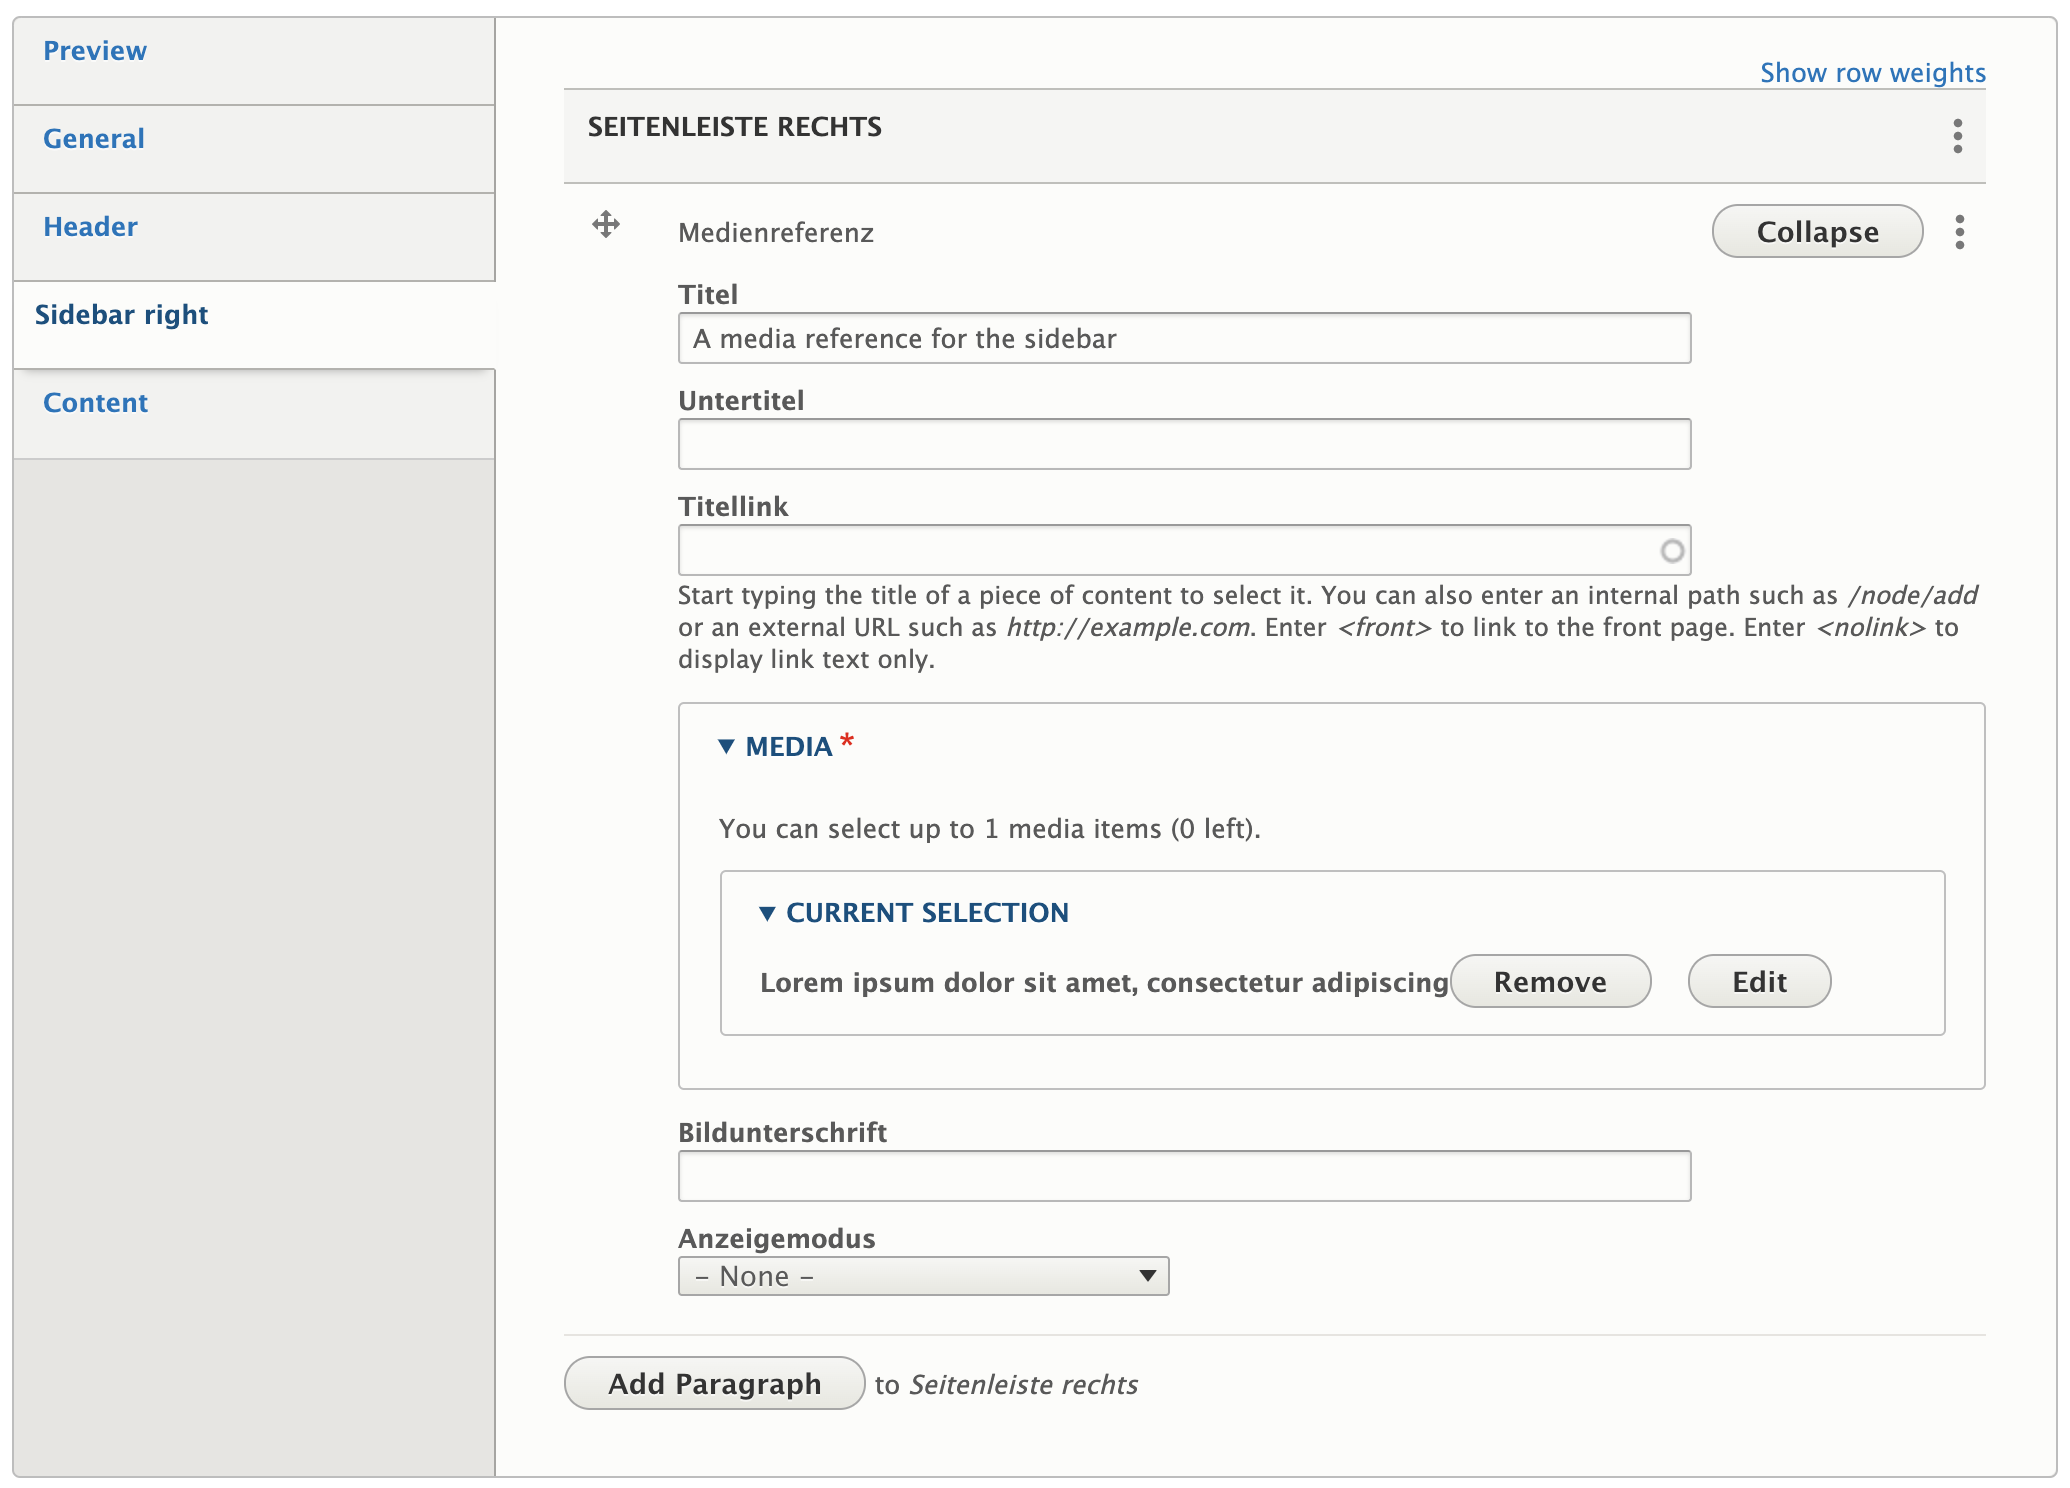 Preview
General
Header
Sidebar right
Content
Show row weights
SEITENLEISTE RECHTS
Medienreferenz
Collapse
Titel
A media reference for the sidebar
Untertitel
Titellink
Start typing the title of a piece of content to select it. You can also enter an internal path such as /node/add
or an external URL such as http://example.com. Enter <front> to link to the front page. Enter <nolink> to
display link text only.
MEDIA *
You can select up to 1 media items (0 left).
CURRENT SELECTION
Lorem ipsum dolor sit amet, consectetur adipiscing
Remove
Edit
Bildunterschrift
Anzeigemodus
– None –
Add Paragraph to Seitenleiste rechts